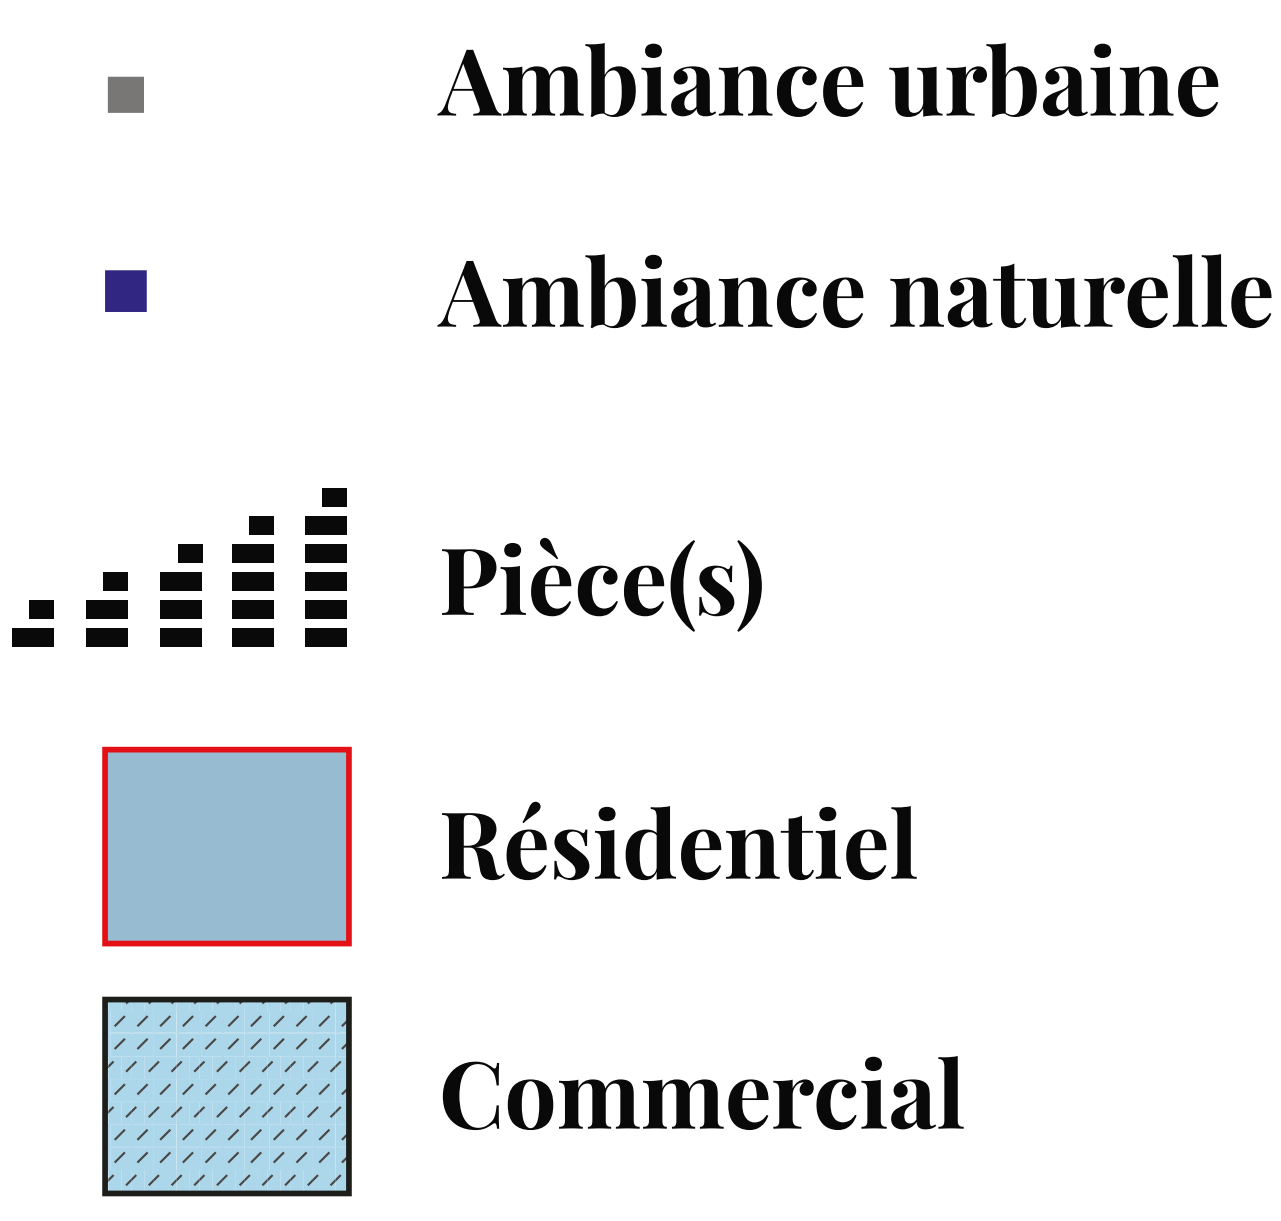 Ambiance urbaine
Ambiance naturelle
Pièce(s)
Résidentiel
Commercial